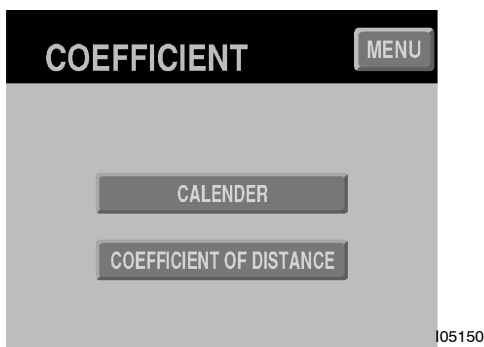 COEFFICIENT
MENU
CALENDER
COEFFICIENT OF DISTANCE
I05150